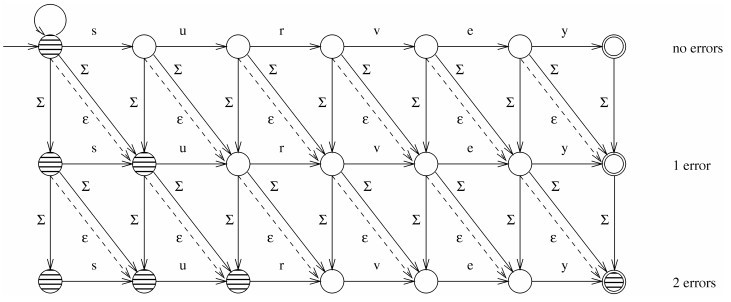 s u r v e y
no errors
Σ Σ Σ Σ Σ Σ
Σ Σ Σ Σ Σ Σ Σ
ε ε ε ε ε ε
s u r v e y
1 error
Σ Σ Σ Σ Σ Σ
Σ Σ Σ Σ Σ Σ Σ
ε ε ε ε ε ε
s u r v e y
2 errors